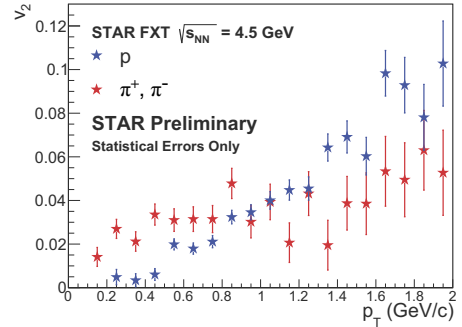 v₂
0.12
0.1
0.08
0.06
0.04
0.02
0
STAR FXT √sNN = 4.5 GeV
p
π⁺, π⁻
STAR Preliminary
Statistical Errors Only
0 0.2 0.4 0.6 0.8 1 1.2 1.4 1.6 1.8 2
pT (GeV/c)